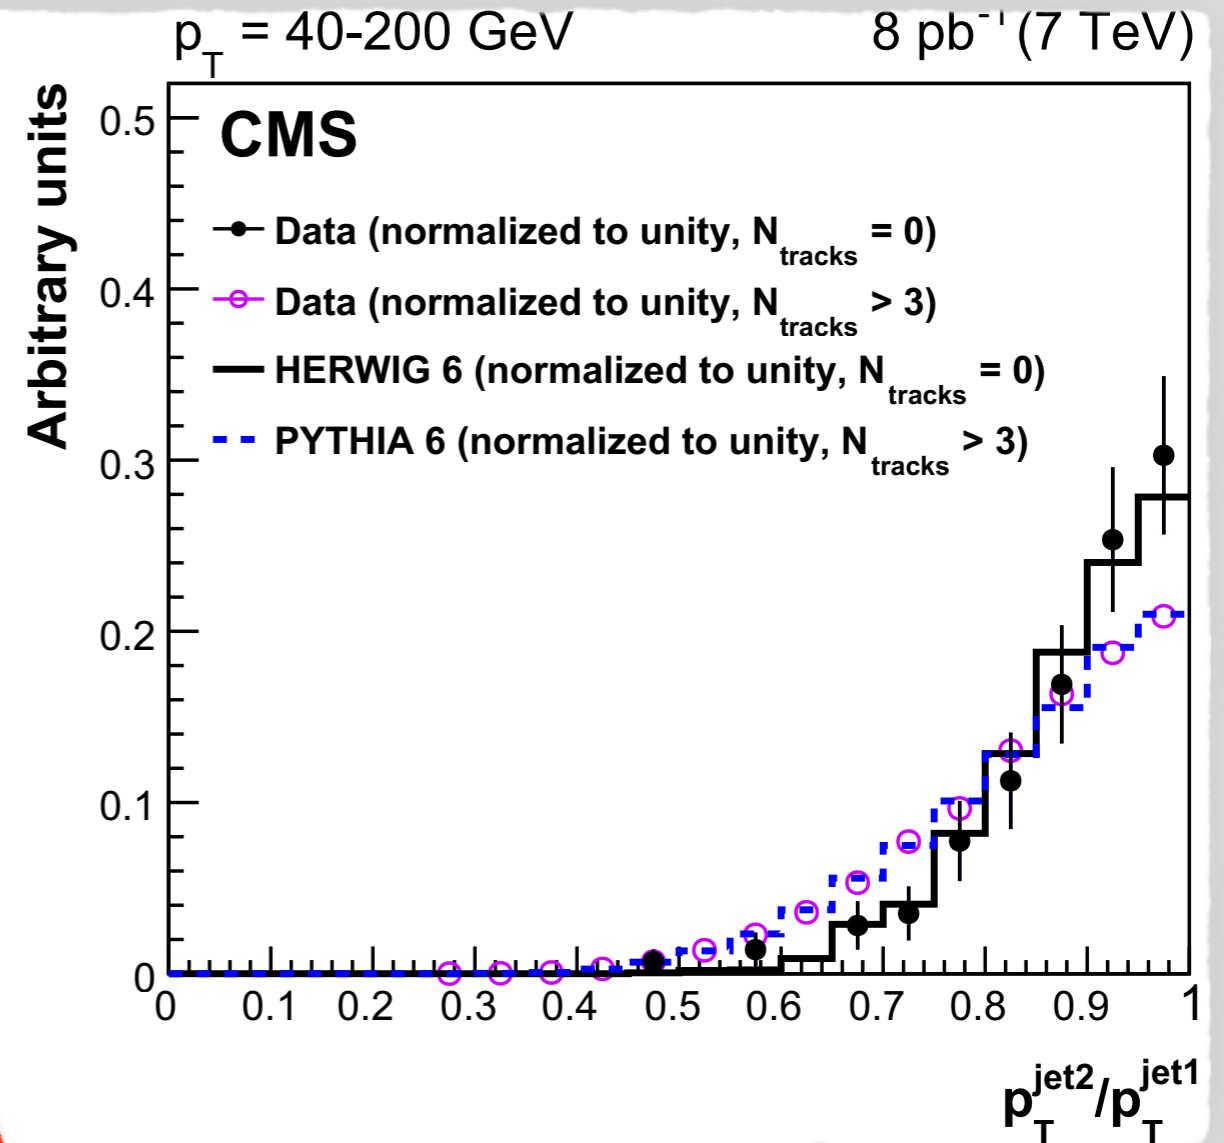 p_T = 40-200 GeV 8 pb⁻¹ (7 TeV)
Arbitrary units
CMS
Data (normalized to unity, N_tracks = 0)
Data (normalized to unity, N_tracks > 3)
HERWIG 6 (normalized to unity, N_tracks = 0)
PYTHIA 6 (normalized to unity, N_tracks > 3)
0.5
0.4
0.3
0.2
0.1
0
0 0.1 0.2 0.3 0.4 0.5 0.6 0.7 0.8 0.9 1
p_T^jet2/p_T^jet1